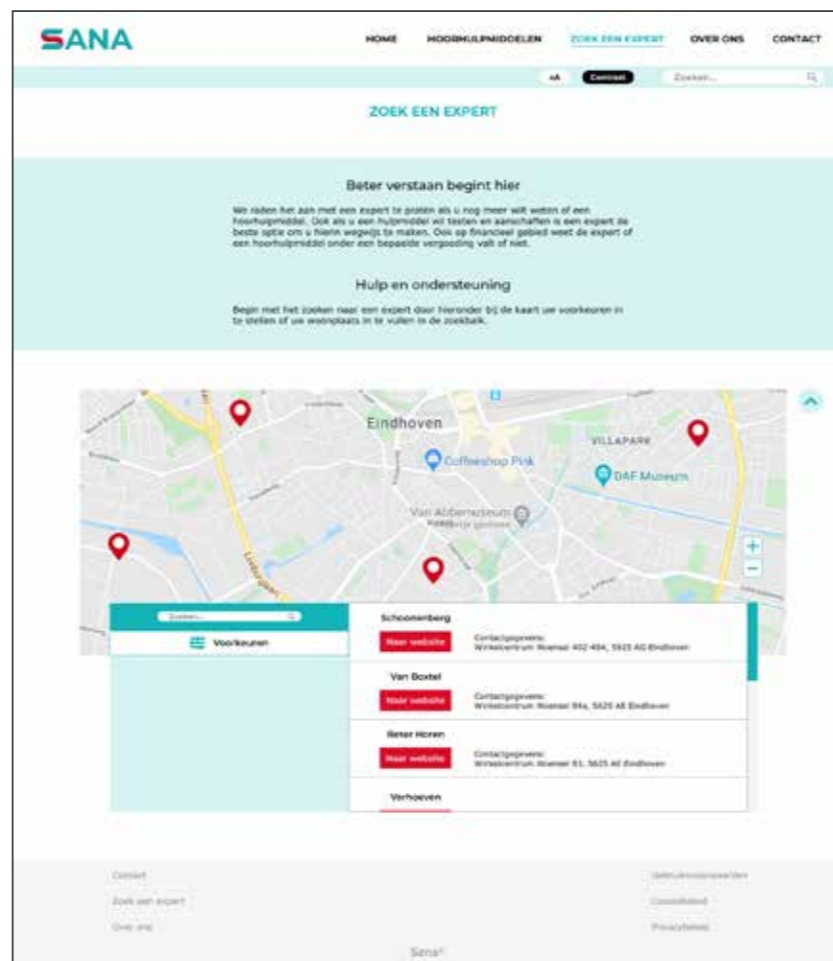 SANA
HOME HOORHULPMIDDELEN ZOEK EEN EXPERT OVER ONS CONTACT
AA Contrast Zoeken...
ZOEK EEN EXPERT
Beter verstaan begint hier
We raden het aan met een expert te praten als u nog meer wilt weten of een
hoorhulpmiddel. Ook als u een hulpmiddel wil testen en aanschaffen is een expert de
beste optie om u hierin wegwijs te maken. Ook op financieel gebied weet de expert of
een hoorhulpmiddel onder een bepaalde vergoeding valt of niet.
Hulp en ondersteuning
Begin met het zoeken naar een expert door hieronder bij de kaart uw voorkeuren in
te stellen of uw woonplaats in te vullen in de zoekbalk.
Eindhoven
VILLAPARK
Coffeeshop Pink
DAF Museum
Van Abbemuseum
Tijdelijk gesloten
Limburglaan
+
−
Zoeken...
Voorkeuren
Schoonenberg
Naar website
Contactgegevens:
Winkelcentrum Woensel 402-404, 5625 AG Eindhoven
Van Boxtel
Naar website
Contactgegevens:
Winkelcentrum Woensel 94a, 5625 AE Eindhoven
Beter Horen
Naar website
Contactgegevens:
Winkelcentrum Woensel 63, 5625 AE Eindhoven
Verhoeven
Contact
Zoek een expert
Over ons
Gebruiksvoorwaarden
Cookiebeleid
Privacybeleid
Sana®